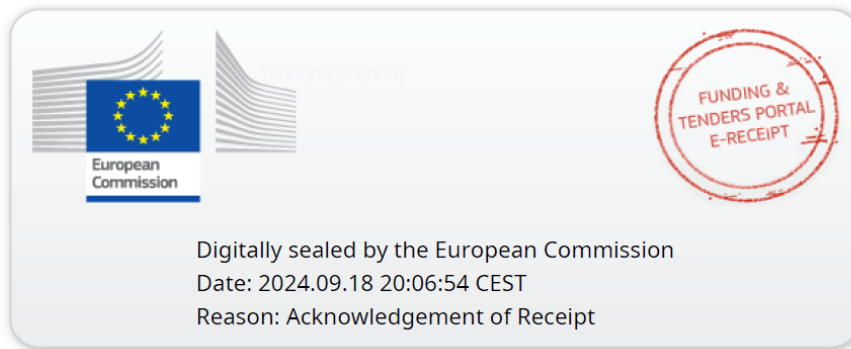 European
Commission
FUNDING &
TENDERS PORTAL
E-RECEIPT
Digitally sealed by the European Commission
Date: 2024.09.18 20:06:54 CEST
Reason: Acknowledgement of Receipt